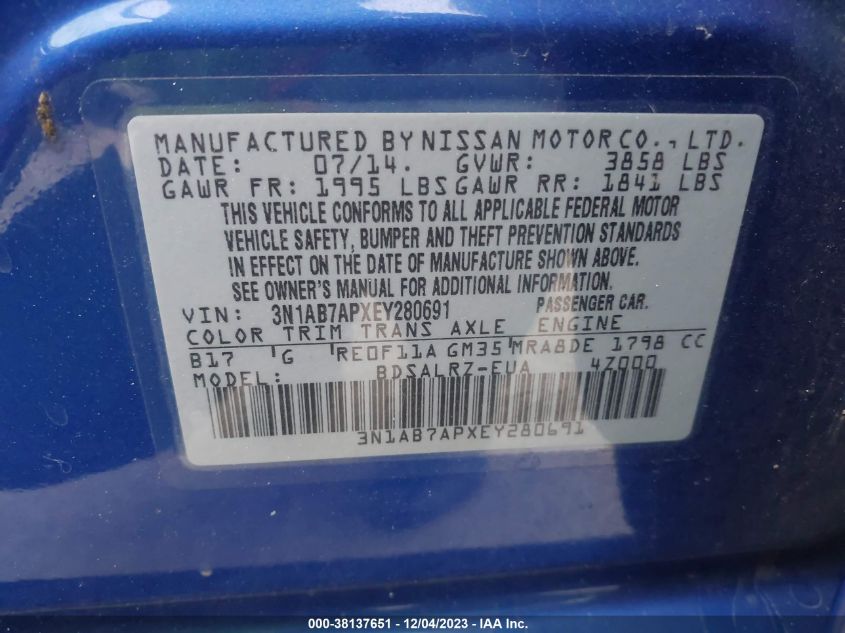 MANUFACTURED BY NISSAN MOTOR CO., LTD.
DATE: 07/14. GVWR: 3858 LBS
GAWR FR: 1995 LBS GAWR RR: 1841 LBS
THIS VEHICLE CONFORMS TO ALL APPLICABLE FEDERAL MOTOR
VEHICLE SAFETY, BUMPER AND THEFT PREVENTION STANDARDS
IN EFFECT ON THE DATE OF MANUFACTURE SHOWN ABOVE.
SEE OWNER'S MANUAL FOR ADDITIONAL INFORMATION.
VIN: 3N1AB7APXEY280691 PASSENGER CAR.
COLOR TRIM TRANS AXLE ENGINE
B17 'G 'RE0F11A GM35 'MRA8DE 1798 CC
MODEL: BDSALRZ-EUA 4Z000
3N1AB7APXEY280691
000-38137651 - 12/04/2023 - IAA Inc.